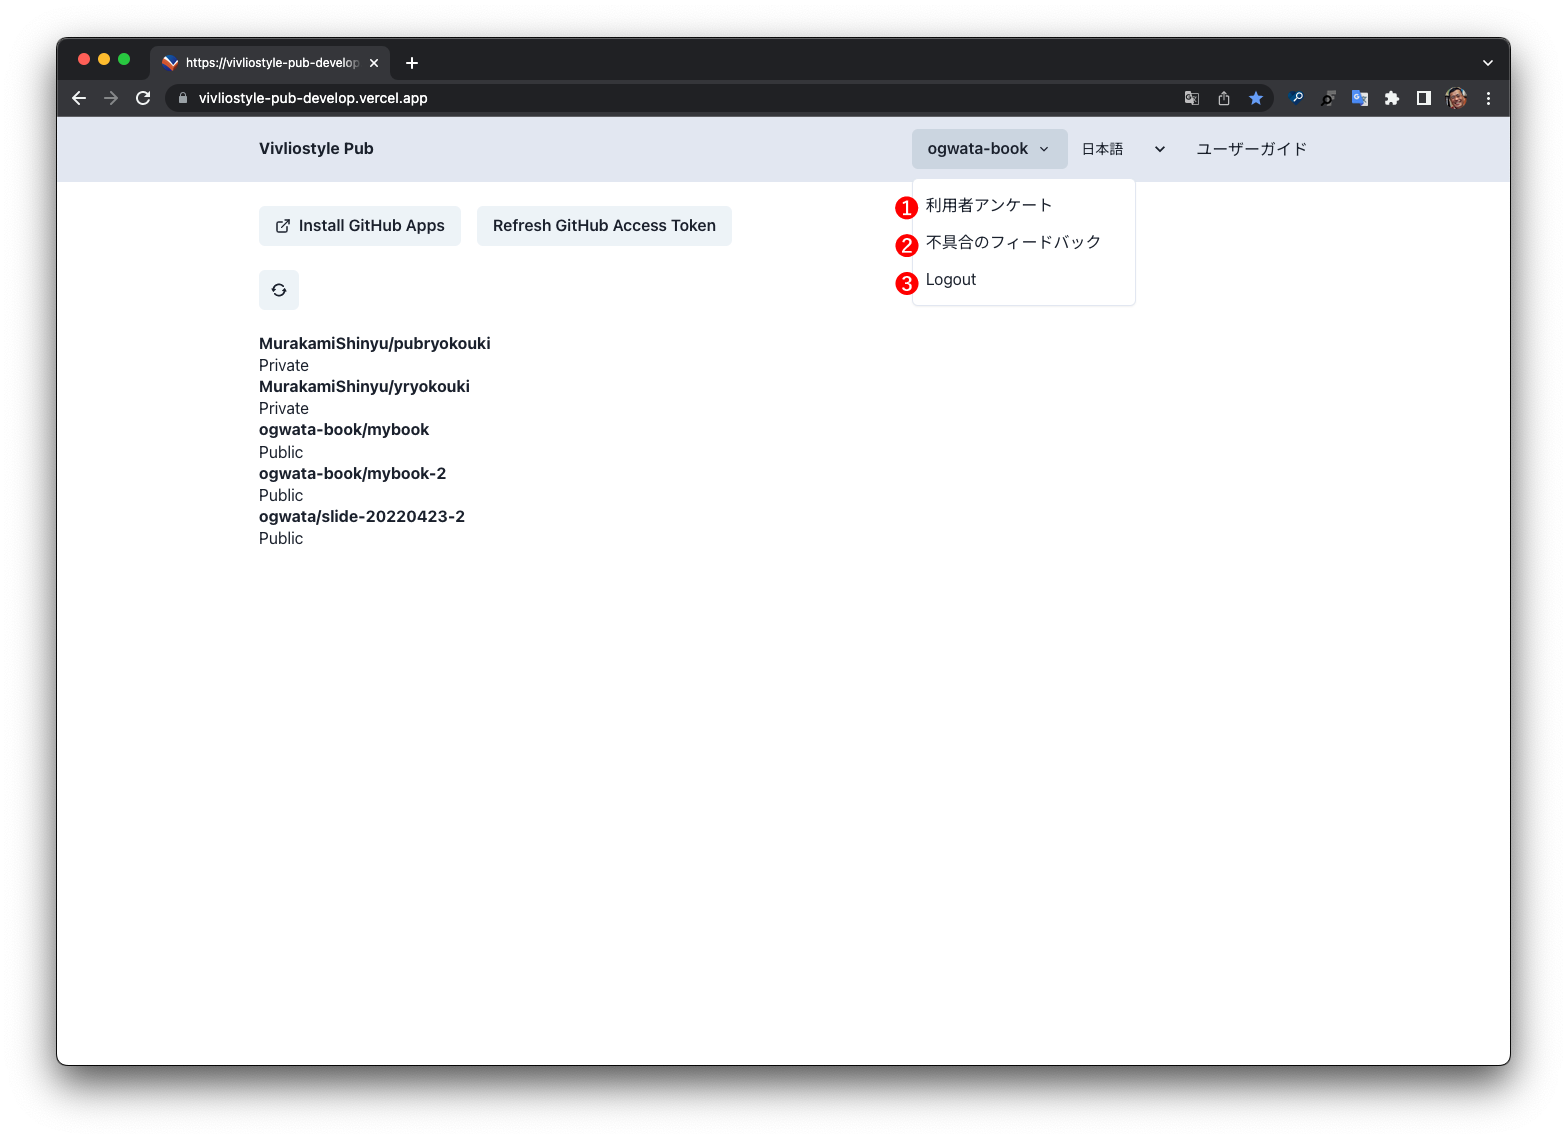 https://vivliostyle-pub-develop
vivliostyle-pub-develop.vercel.app
Vivliostyle Pub
ogwata-book
日本語
ユーザーガイド
Install GitHub Apps
Refresh GitHub Access Token
1 利用者アンケート
2 不具合のフィードバック
3 Logout
MurakamiShinyu/pubryokouki
Private
MurakamiShinyu/yryokouki
Private
ogwata-book/mybook
Public
ogwata-book/mybook-2
Public
ogwata/slide-20220423-2
Public